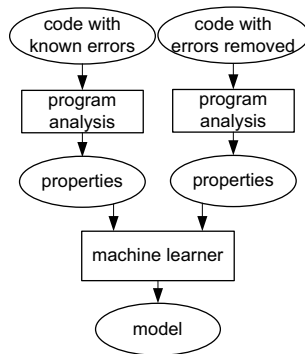 code with
known errors
code with
errors removed
program
analysis
program
analysis
properties
properties
machine learner
model